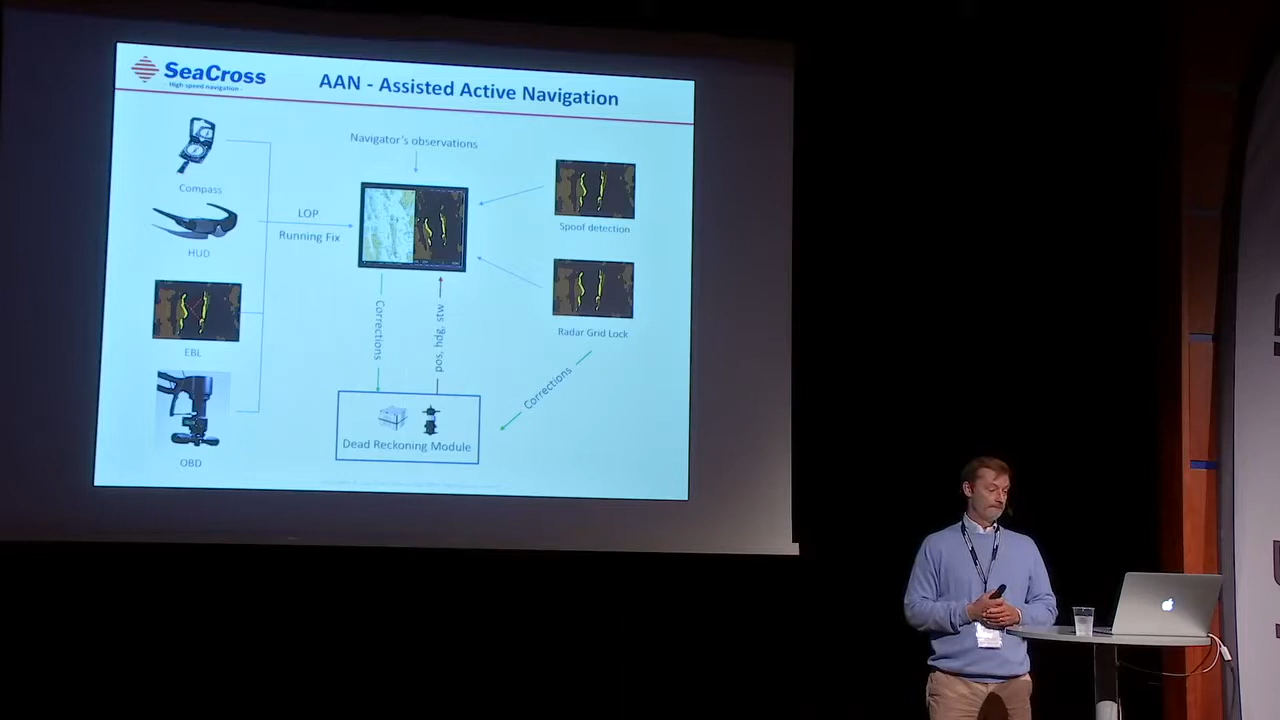 SeaCross
- High speed navigation -
AAN - Assisted Active Navigation
Compass
HUD
EBL
OBD
LOP
Running Fix
Navigator's observations
Corrections
pos, hdg, stw
Dead Reckoning Module
Spoof detection
Radar Grid Lock
Corrections